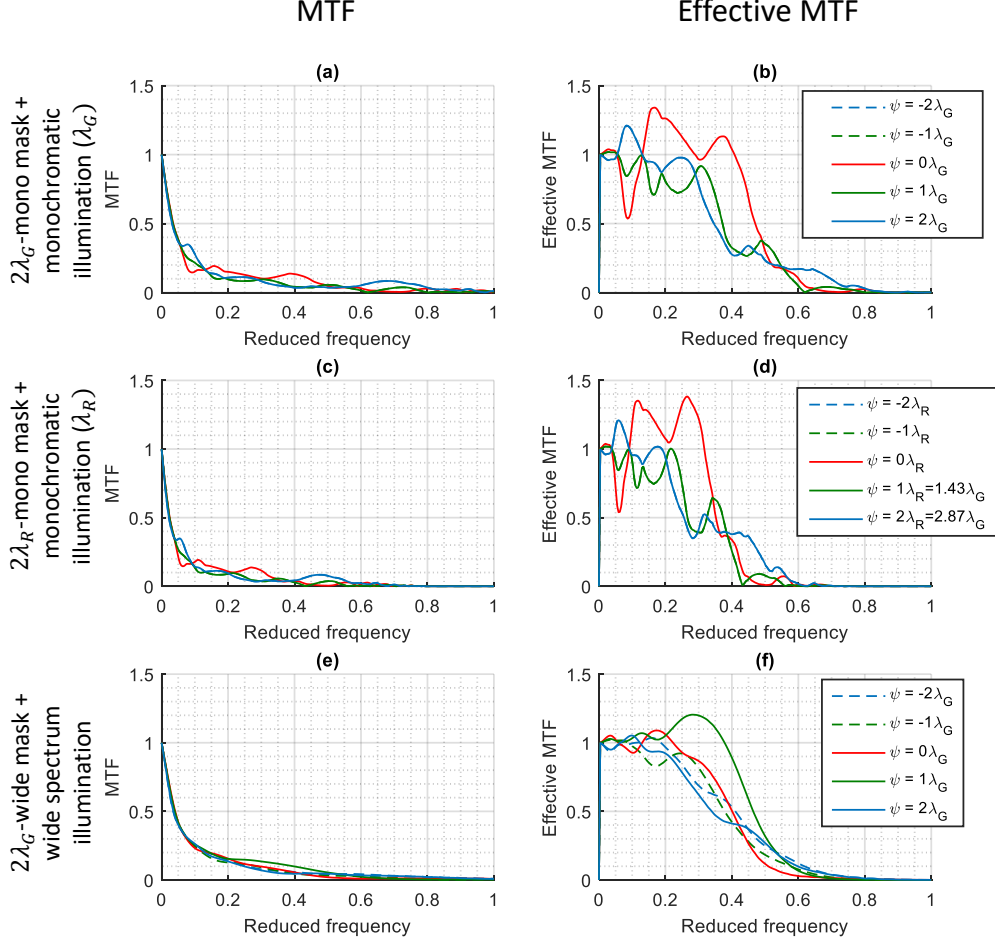 MTF
Effective MTF
2λG-mono mask +
monochromatic
illumination (λG)
(a)
MTF
1.5
1
0.5
0
0
0.2
0.4
0.6
0.8
1
Reduced frequency
(b)
Effective MTF
1.5
1
0.5
0
0
0.2
0.4
0.6
0.8
1
Reduced frequency
ψ = -2λG
ψ = -1λG
ψ = 0λG
ψ = 1λG
ψ = 2λG
2λR-mono mask +
monochromatic
illumination (λR)
(c)
MTF
1.5
1
0.5
0
0
0.2
0.4
0.6
0.8
1
Reduced frequency
(d)
Effective MTF
1.5
1
0.5
0
0
0.2
0.4
0.6
0.8
1
Reduced frequency
ψ = -2λR
ψ = -1λR
ψ = 0λR
ψ = 1λR=1.43λG
ψ = 2λR=2.87λG
2λG-wide mask +
wide spectrum
illumination
(e)
MTF
1.5
1
0.5
0
0
0.2
0.4
0.6
0.8
1
Reduced frequency
(f)
Effective MTF
1.5
1
0.5
0
0
0.2
0.4
0.6
0.8
1
Reduced frequency
ψ = -2λG
ψ = -1λG
ψ = 0λG
ψ = 1λG
ψ = 2λG